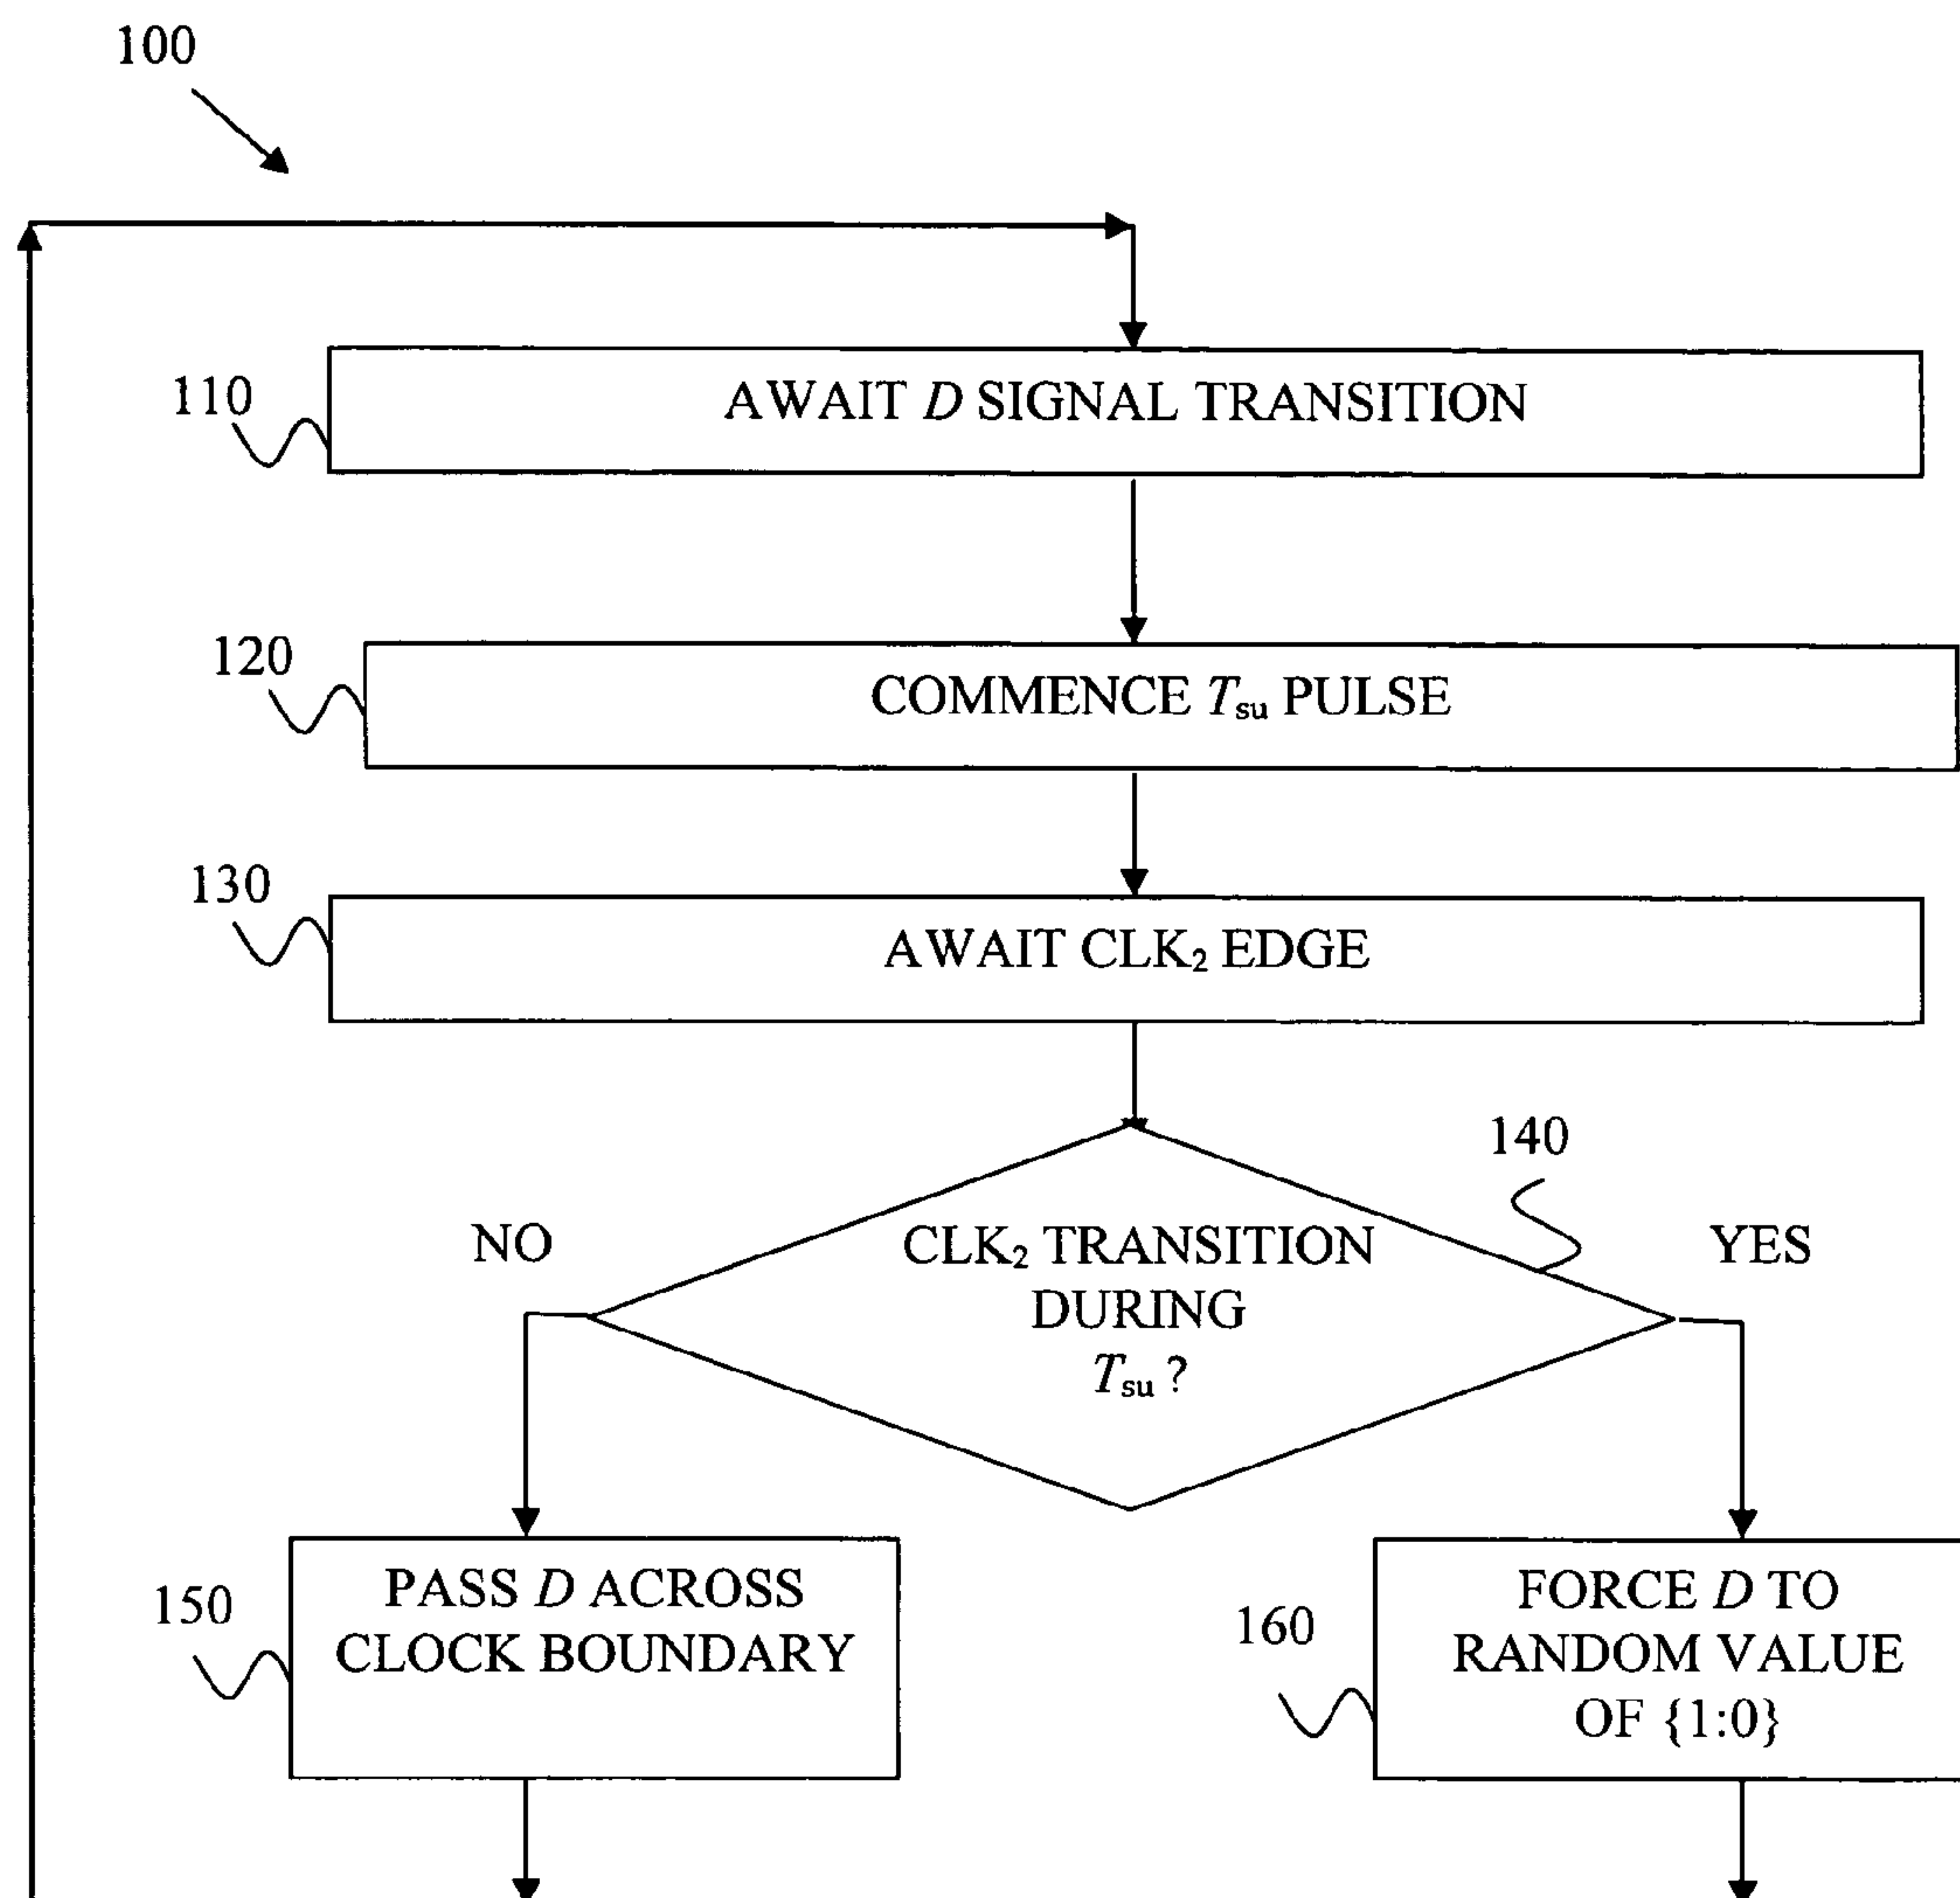 100
110
AWAIT D SIGNAL TRANSITION
120
COMMENCE Tsu PULSE
130
AWAIT CLK₂ EDGE
140
NO
CLK₂ TRANSITION
YES
DURING
Tsu ?
150
PASS D ACROSS
CLOCK BOUNDARY
160
FORCE D TO
RANDOM VALUE
OF {1:0}